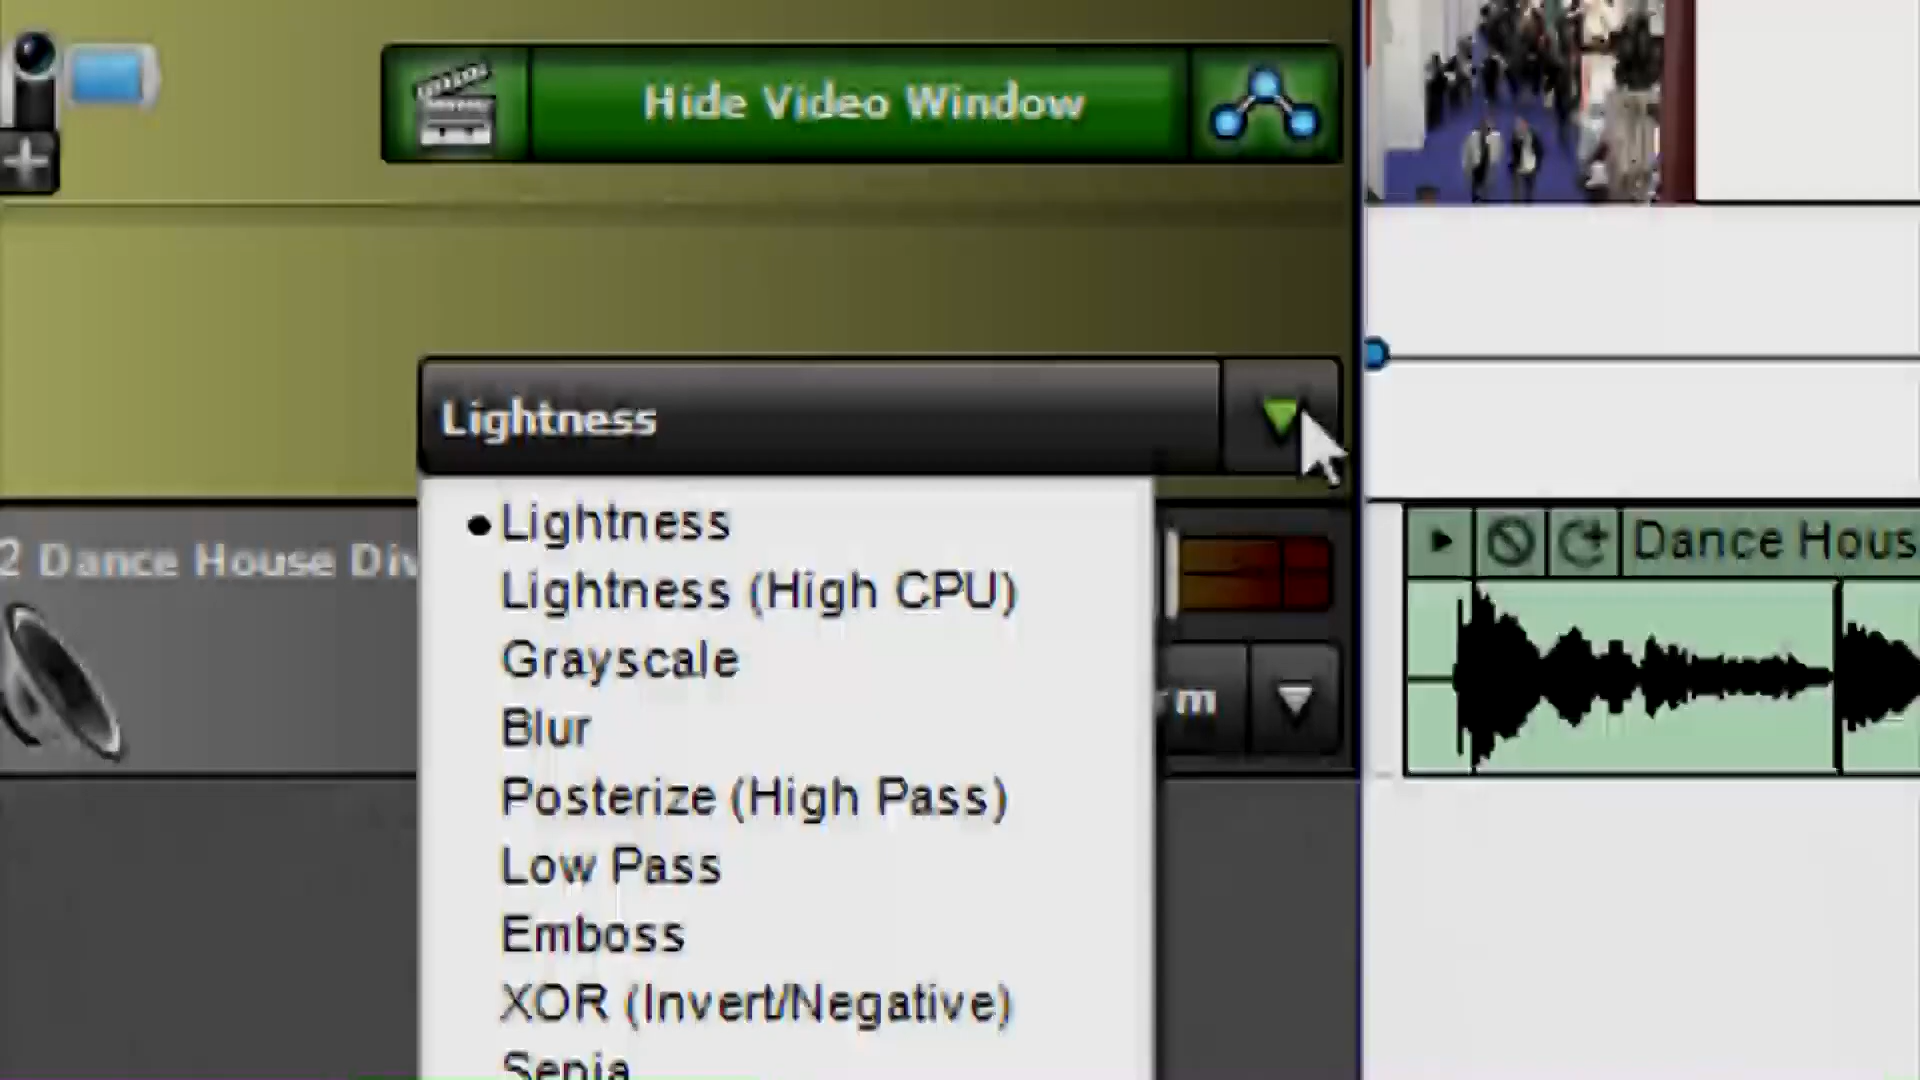 Hide Video Window
Lightness
Lightness
Lightness (High CPU)
Grayscale
Blur
Posterize (High Pass)
Low Pass
Emboss
XOR (Invert/Negative)
Sepia
2 Dance House Div
rm
Dance Hous